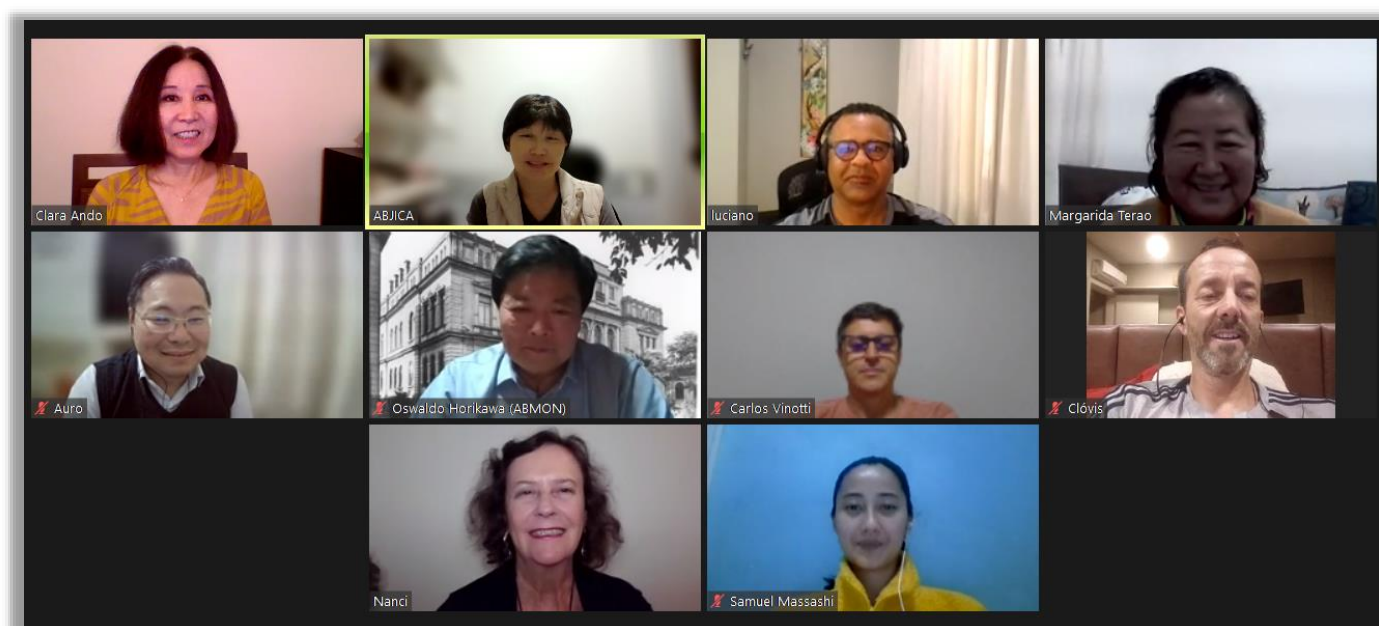 Clara Ando
ABJICA
luciano
Margarida Terao
Auro
Oswaldo Horikawa (ABMON)
Carlos Vinotti
Clóvis
Nanci
Samuel Massashi